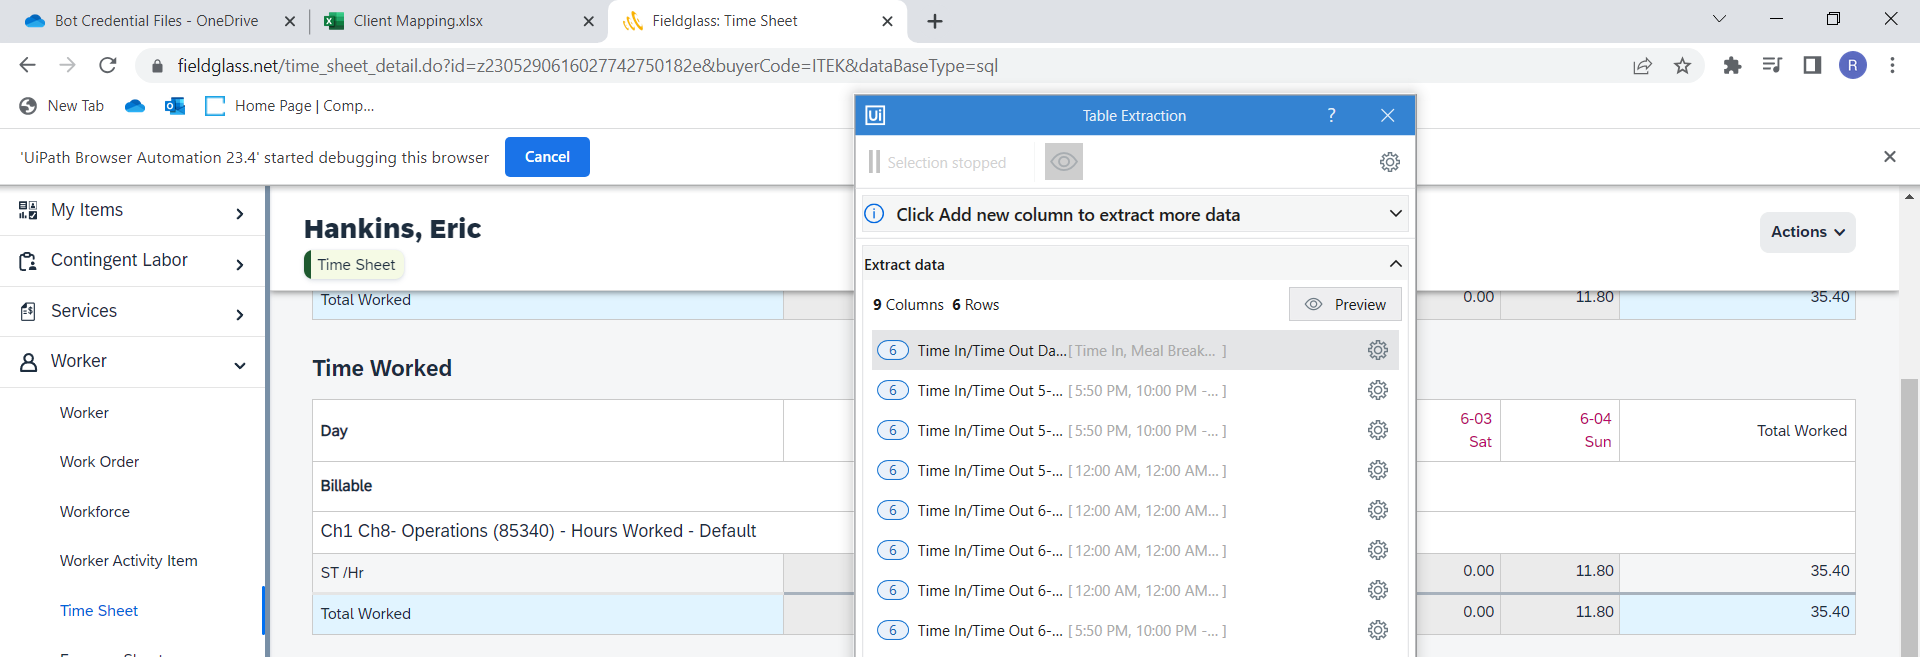 Bot Credential Files - OneDrive
Client Mapping.xlsx
Fieldglass: Time Sheet
fieldglass.net/time_sheet_detail.do?id=z2305290616027742750182e&buyerCode=ITEK&dataBaseType=sql
R
New Tab
Home Page | Comp...
'UiPath Browser Automation 23.4' started debugging this browser
Cancel
My Items
Contingent Labor
Services
Worker
Worker
Work Order
Workforce
Worker Activity Item
Time Sheet
Hankins, Eric
Time Sheet
Actions
Total Worked 0.00 11.80 35.40
Time Worked
Day 6-03 Sat 6-04 Sun Total Worked
Billable
Ch1 Ch8- Operations (85340) - Hours Worked - Default
ST /Hr 0.00 11.80 35.40
Total Worked 0.00 11.80 35.40
Ui Table Extraction ?
Selection stopped
Click Add new column to extract more data
Extract data
9 Columns 6 Rows Preview
6 Time In/Time Out Da...[ Time In, Meal Break... ]
6 Time In/Time Out 5-... [ 5:50 PM, 10:00 PM -... ]
6 Time In/Time Out 5-... [ 5:50 PM, 10:00 PM -... ]
6 Time In/Time Out 5-... [ 12:00 AM, 12:00 AM... ]
6 Time In/Time Out 6-... [ 12:00 AM, 12:00 AM... ]
6 Time In/Time Out 6-... [ 12:00 AM, 12:00 AM... ]
6 Time In/Time Out 6-... [ 12:00 AM, 12:00 AM... ]
6 Time In/Time Out 6-... [ 5:50 PM, 10:00 PM -... ]